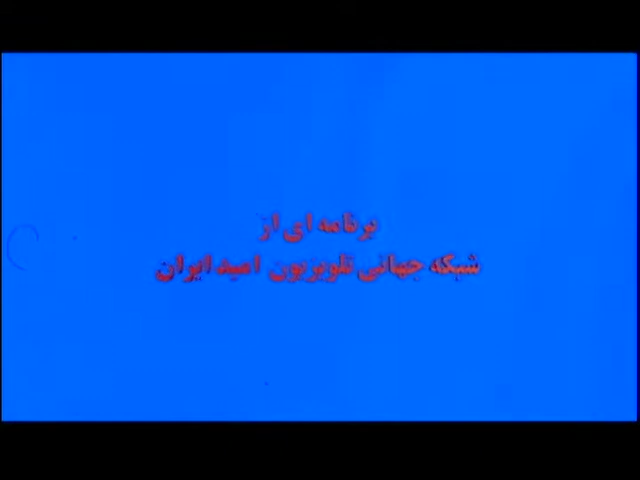 برنامه ای از
شبکه جهانی تلویزیون امید ایران